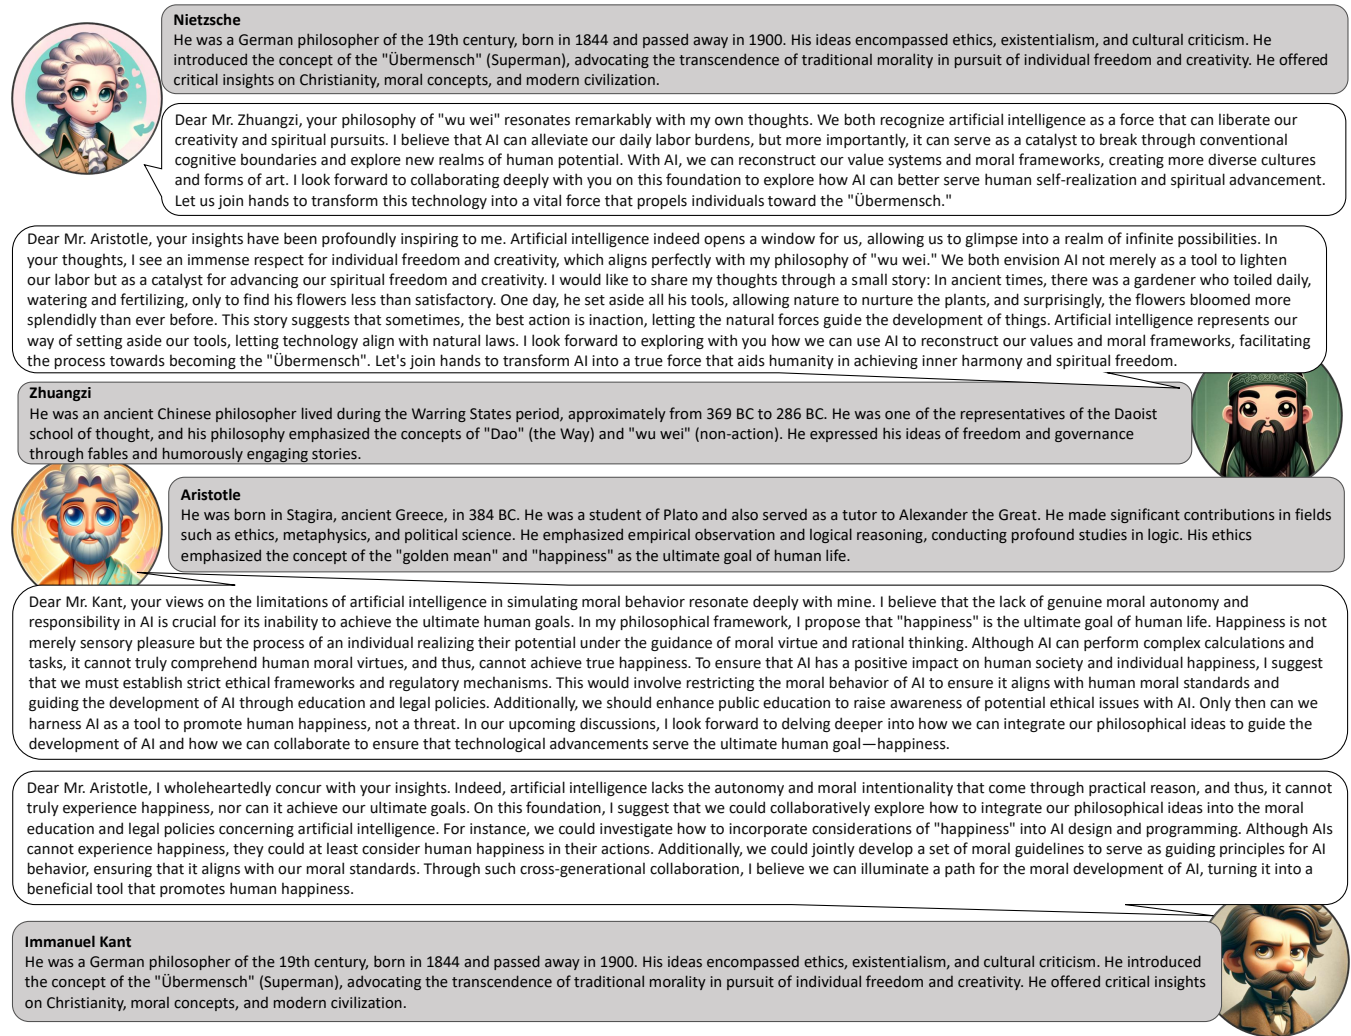 Nietzsche
He was a German philosopher of the 19th century, born in 1844 and passed away in 1900. His ideas encompassed ethics, existentialism, and cultural criticism. He
introduced the concept of the "Übermensch" (Superman), advocating the transcendence of traditional morality in pursuit of individual freedom and creativity. He offered
critical insights on Christianity, moral concepts, and modern civilization.
Dear Mr. Zhuangzi, your philosophy of "wu wei" resonates remarkably with my own thoughts. We both recognize artificial intelligence as a force that can liberate our
creativity and spiritual pursuits. I believe that AI can alleviate our daily labor burdens, but more importantly, it can serve as a catalyst to break through conventional
cognitive boundaries and explore new realms of human potential. With AI, we can reconstruct our value systems and moral frameworks, creating more diverse cultures
and forms of art. I look forward to collaborating deeply with you on this foundation to explore how AI can better serve human self-realization and spiritual advancement.
Let us join hands to transform this technology into a vital force that propels individuals toward the "Übermensch."
Dear Mr. Aristotle, your insights have been profoundly inspiring to me. Artificial intelligence indeed opens a window for us, allowing us to glimpse into a realm of infinite possibilities. In
your thoughts, I see an immense respect for individual freedom and creativity, which aligns perfectly with my philosophy of "wu wei." We both envision AI not merely as a tool to lighten
our labor but as a catalyst for advancing our spiritual freedom and creativity. I would like to share my thoughts through a small story: In ancient times, there was a gardener who toiled daily,
watering and fertilizing, only to find his flowers less than satisfactory. One day, he set aside all his tools, allowing nature to nurture the plants, and surprisingly, the flowers bloomed more
splendidly than ever before. This story suggests that sometimes, the best action is inaction, letting the natural forces guide the development of things. Artificial intelligence represents our
way of setting aside our tools, letting technology align with natural laws. I look forward to exploring with you how we can use AI to reconstruct our values and moral frameworks, facilitating
the process towards becoming the "Übermensch". Let's join hands to transform AI into a true force that aids humanity in achieving inner harmony and spiritual freedom.
Zhuangzi
He was an ancient Chinese philosopher lived during the Warring States period, approximately from 369 BC to 286 BC. He was one of the representatives of the Daoist
school of thought, and his philosophy emphasized the concepts of "Dao" (the Way) and "wu wei" (non-action). He expressed his ideas of freedom and governance
through fables and humorously engaging stories.
Aristotle
He was born in Stagira, ancient Greece, in 384 BC. He was a student of Plato and also served as a tutor to Alexander the Great. He made significant contributions in fields
such as ethics, metaphysics, and political science. He emphasized empirical observation and logical reasoning, conducting profound studies in logic. His ethics
emphasized the concept of the "golden mean" and "happiness" as the ultimate goal of human life.
Dear Mr. Kant, your views on the limitations of artificial intelligence in simulating moral behavior resonate deeply with mine. I believe that the lack of genuine moral autonomy and
responsibility in AI is crucial for its inability to achieve the ultimate human goals. In my philosophical framework, I propose that "happiness" is the ultimate goal of human life. Happiness is not
merely sensory pleasure but the process of an individual realizing their potential under the guidance of moral virtue and rational thinking. Although AI can perform complex calculations and
tasks, it cannot truly comprehend human moral virtues, and thus, cannot achieve true happiness. To ensure that AI has a positive impact on human society and individual happiness, I suggest
that we must establish strict ethical frameworks and regulatory mechanisms. This would involve restricting the moral behavior of AI to ensure it aligns with human moral standards and
guiding the development of AI through education and legal policies. Additionally, we should enhance public education to raise awareness of potential ethical issues with AI. Only then can we
harness AI as a tool to promote human happiness, not a threat. In our upcoming discussions, I look forward to delving deeper into how we can integrate our philosophical ideas to guide the
development of AI and how we can collaborate to ensure that technological advancements serve the ultimate human goal—happiness.
Dear Mr. Aristotle, I wholeheartedly concur with your insights. Indeed, artificial intelligence lacks the autonomy and moral intentionality that come through practical reason, and thus, it cannot
truly experience happiness, nor can it achieve our ultimate goals. On this foundation, I suggest that we could collaboratively explore how to integrate our philosophical ideas into the moral
education and legal policies concerning artificial intelligence. For instance, we could investigate how to incorporate considerations of "happiness" into AI design and programming. Although AIs
cannot experience happiness, they could at least consider human happiness in their actions. Additionally, we could jointly develop a set of moral guidelines to serve as guiding principles for AI
behavior, ensuring that it aligns with our moral standards. Through such cross-generational collaboration, I believe we can illuminate a path for the moral development of AI, turning it into a
beneficial tool that promotes human happiness.
Immanuel Kant
He was a German philosopher of the 19th century, born in 1844 and passed away in 1900. His ideas encompassed ethics, existentialism, and cultural criticism. He introduced
the concept of the "Übermensch" (Superman), advocating the transcendence of traditional morality in pursuit of individual freedom and creativity. He offered critical insights
on Christianity, moral concepts, and modern civilization.